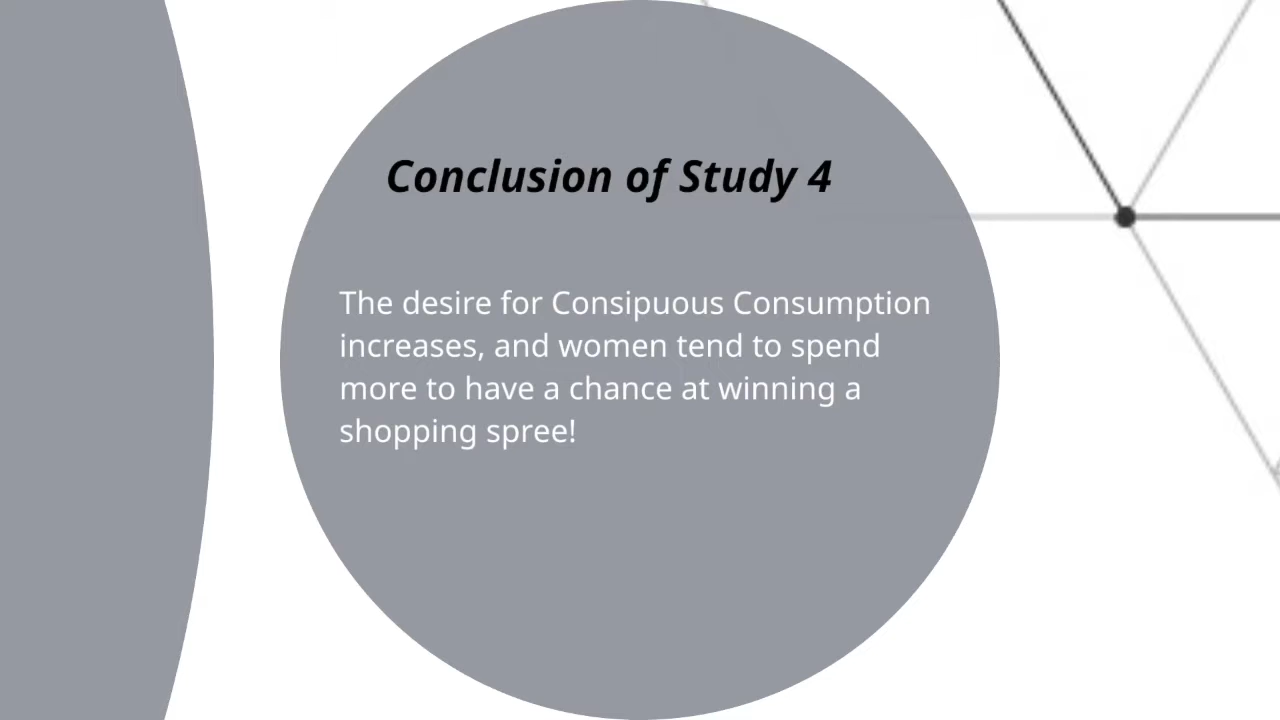 Conclusion of Study 4
The desire for Consipuous Consumption
increases, and women tend to spend
more to have a chance at winning a
shopping spree!